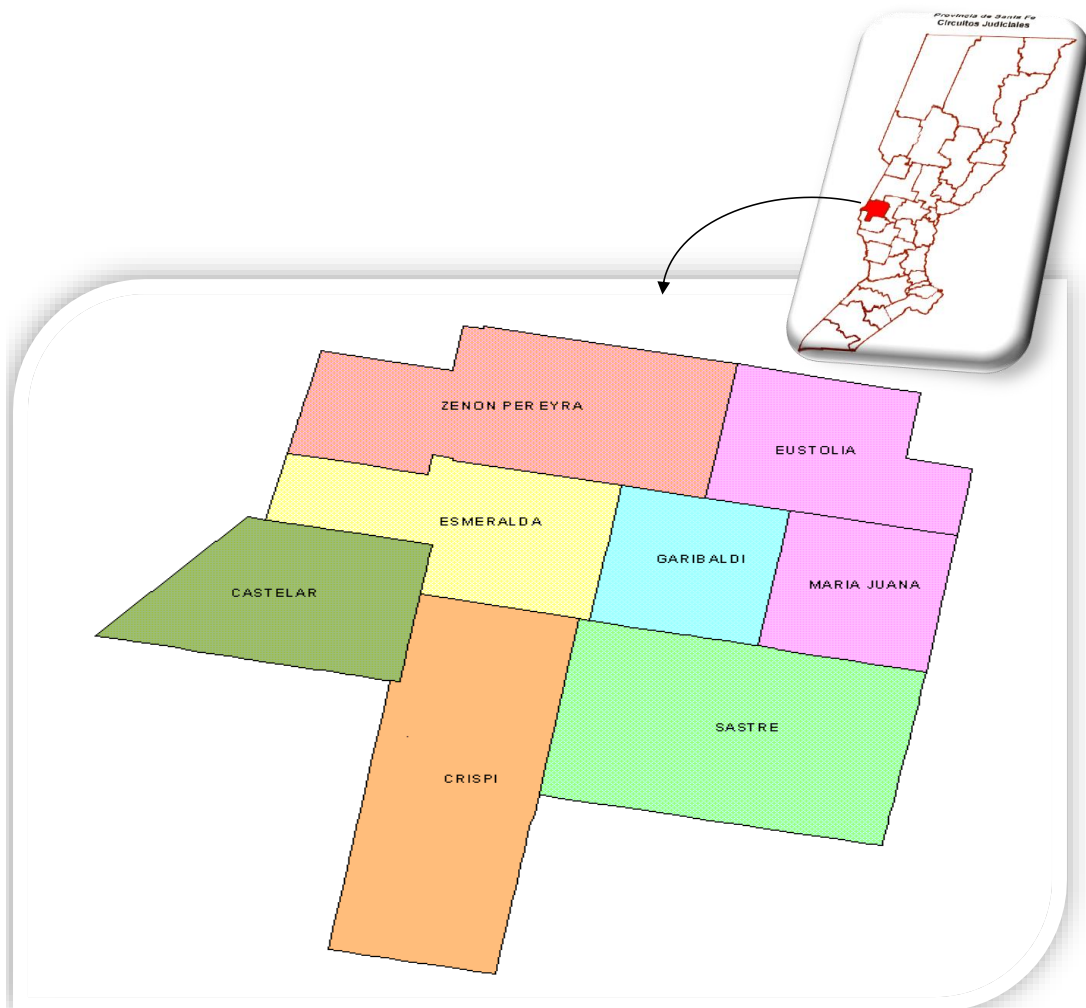 Provincia de Santa Fe
Circuitos Judiciales
ZENON PEREYRA
EUSTOLIA
ESMERALDA
GARIBALDI
MARIA JUANA
CASTELAR
SASTRE
CRISPI